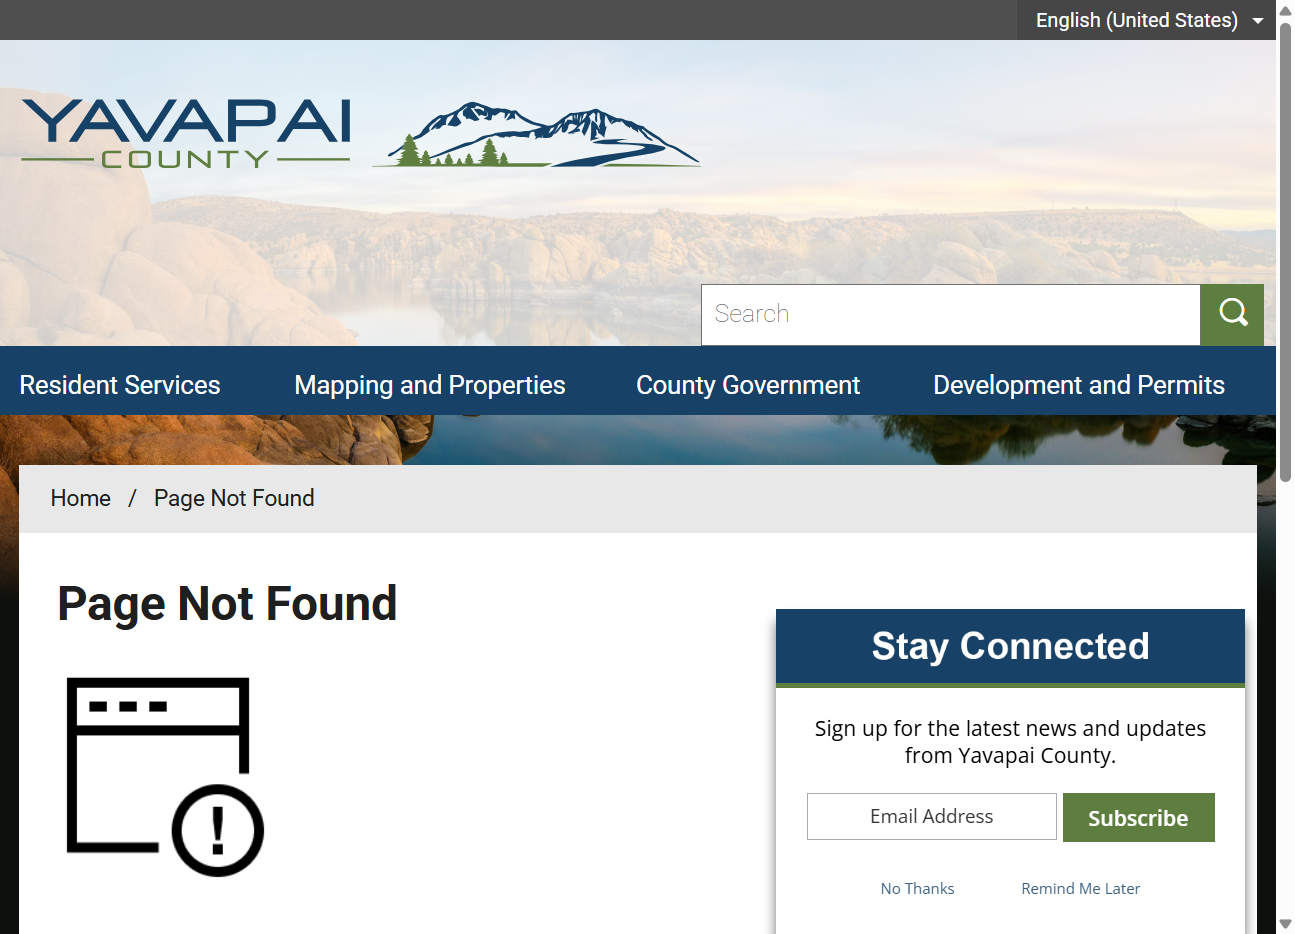 English (United States)
YAVAPAI
COUNTY
Search
Resident Services
Mapping and Properties
County Government
Development and Permits
Home / Page Not Found
Page Not Found
Stay Connected
Sign up for the latest news and updates
from Yavapai County.
Email Address
Subscribe
No Thanks
Remind Me Later